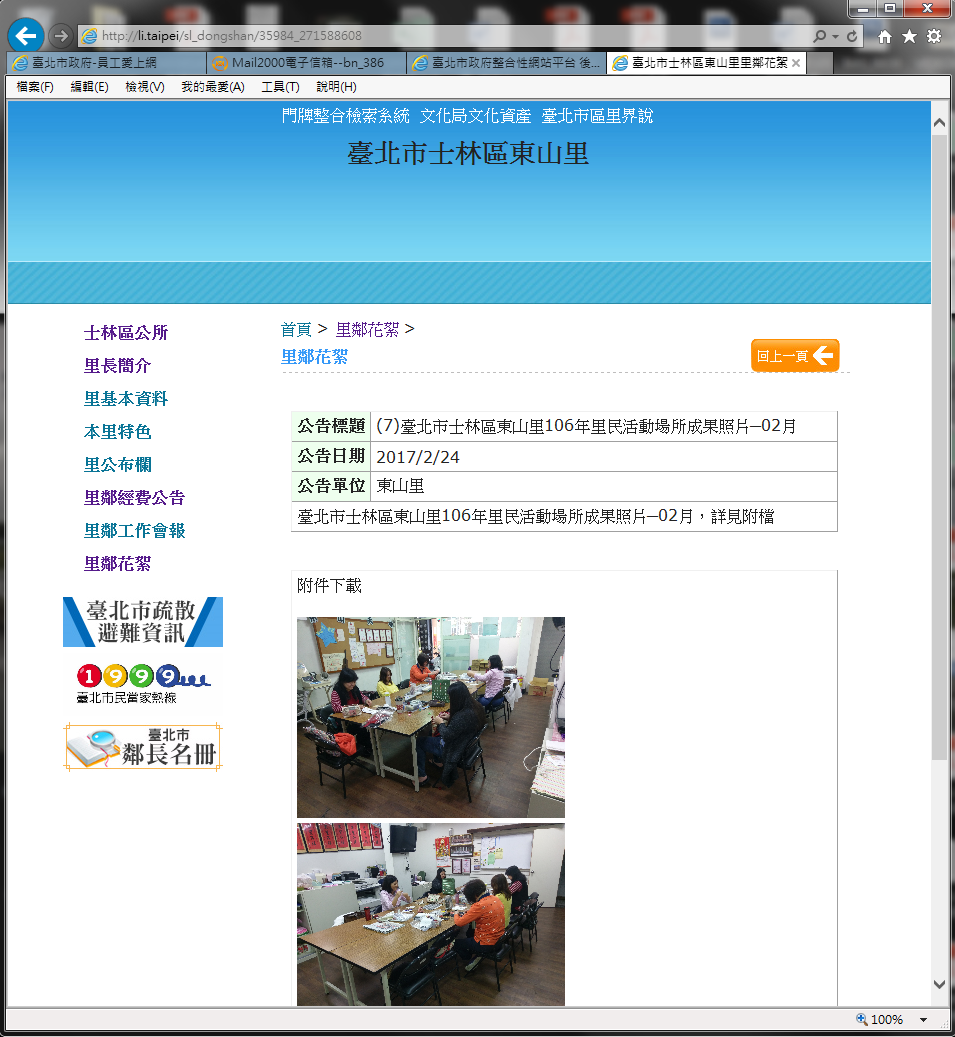 http://li.taipei/sl_dongshan/35984_271588608
臺北市政府-員工愛上網
Mail2000電子信箱--bn_386
臺北市政府整合性網站平台 後...
臺北市士林區東山里里鄰花絮
檔案(F) 編輯(E) 檢視(V) 我的最愛(A) 工具(T) 說明(H)
門牌整合檢索系統 文化局文化資產 臺北市區里界說
臺北市士林區東山里
士林區公所
里長簡介
里基本資料
本里特色
里公布欄
里鄰經費公告
里鄰工作會報
里鄰花絮
臺北市疏散
避難資訊
1999
臺北市民當家熱線
臺北市
鄰長名冊
首頁 > 里鄰花絮 >
里鄰花絮
回上一頁
公告標題 (7)臺北市士林區東山里106年里民活動場所成果照片─02月
公告日期 2017/2/24
公告單位 東山里
臺北市士林區東山里106年里民活動場所成果照片─02月，詳見附檔
附件下載
100%